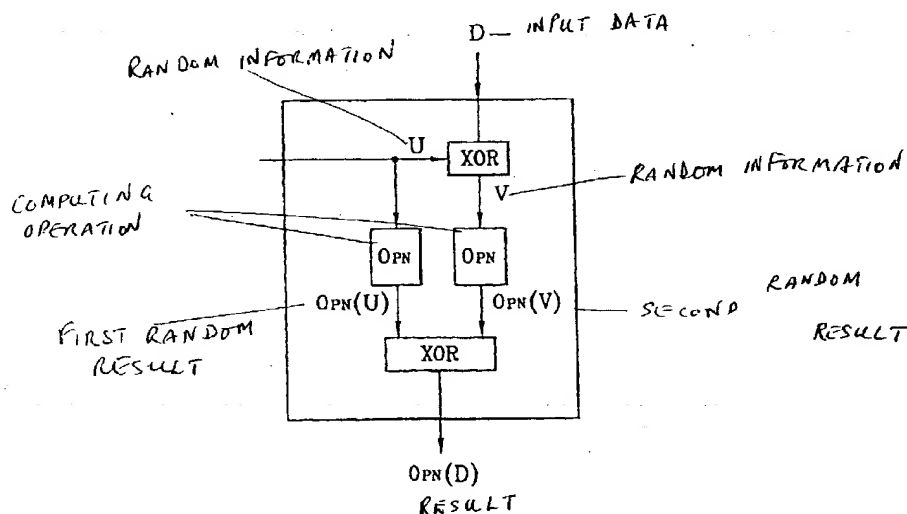 D — INPUT DATA
RANDOM INFORMATION
U
XOR
V
RANDOM INFORMATION
COMPUTING
OPERATION
OPN
OPN
OPN(U)
OPN(V)
FIRST RANDOM
RESULT
SECOND RANDOM
RESULT
XOR
OPN(D)
RESULT